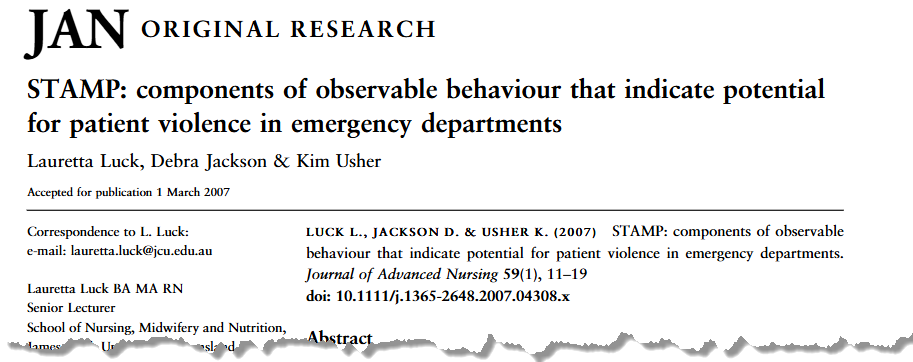 JAN ORIGINAL RESEARCH
STAMP: components of observable behaviour that indicate potential
for patient violence in emergency departments
Lauretta Luck, Debra Jackson & Kim Usher
Accepted for publication 1 March 2007
Correspondence to L. Luck:
e-mail: lauretta.luck@jcu.edu.au
Lauretta Luck BA MA RN
Senior Lecturer
School of Nursing, Midwifery and Nutrition,
LUCK L., JACKSON D. & USHER K. (2007) STAMP: components of observable
behaviour that indicate potential for patient violence in emergency departments.
Journal of Advanced Nursing 59(1), 11–19
doi: 10.1111/j.1365-2648.2007.04308.x
Abstract